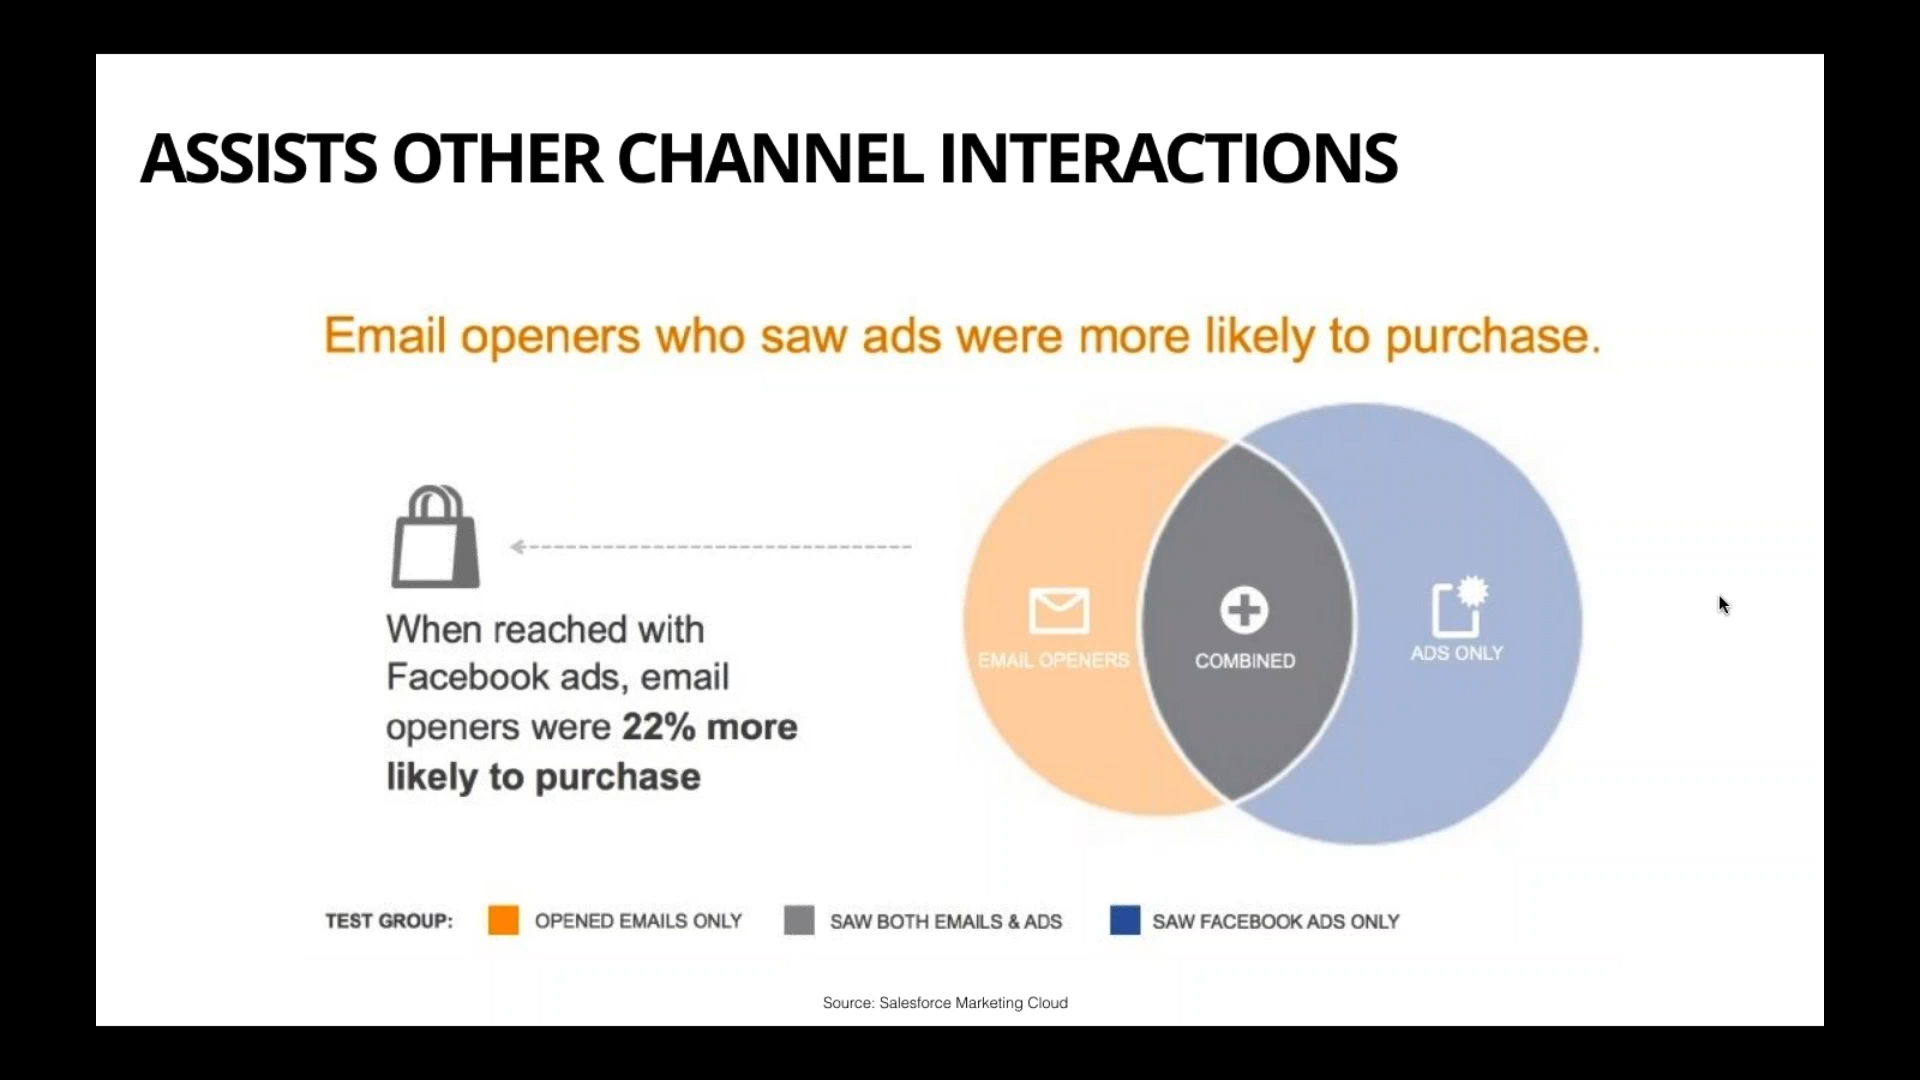 ASSISTS OTHER CHANNEL INTERACTIONS
Email openers who saw ads were more likely to purchase.
When reached with
Facebook ads, email
openers were 22% more
likely to purchase
EMAIL OPENERS
COMBINED
ADS ONLY
TEST GROUP: OPENED EMAILS ONLY SAW BOTH EMAILS & ADS SAW FACEBOOK ADS ONLY
Source: Salesforce Marketing Cloud